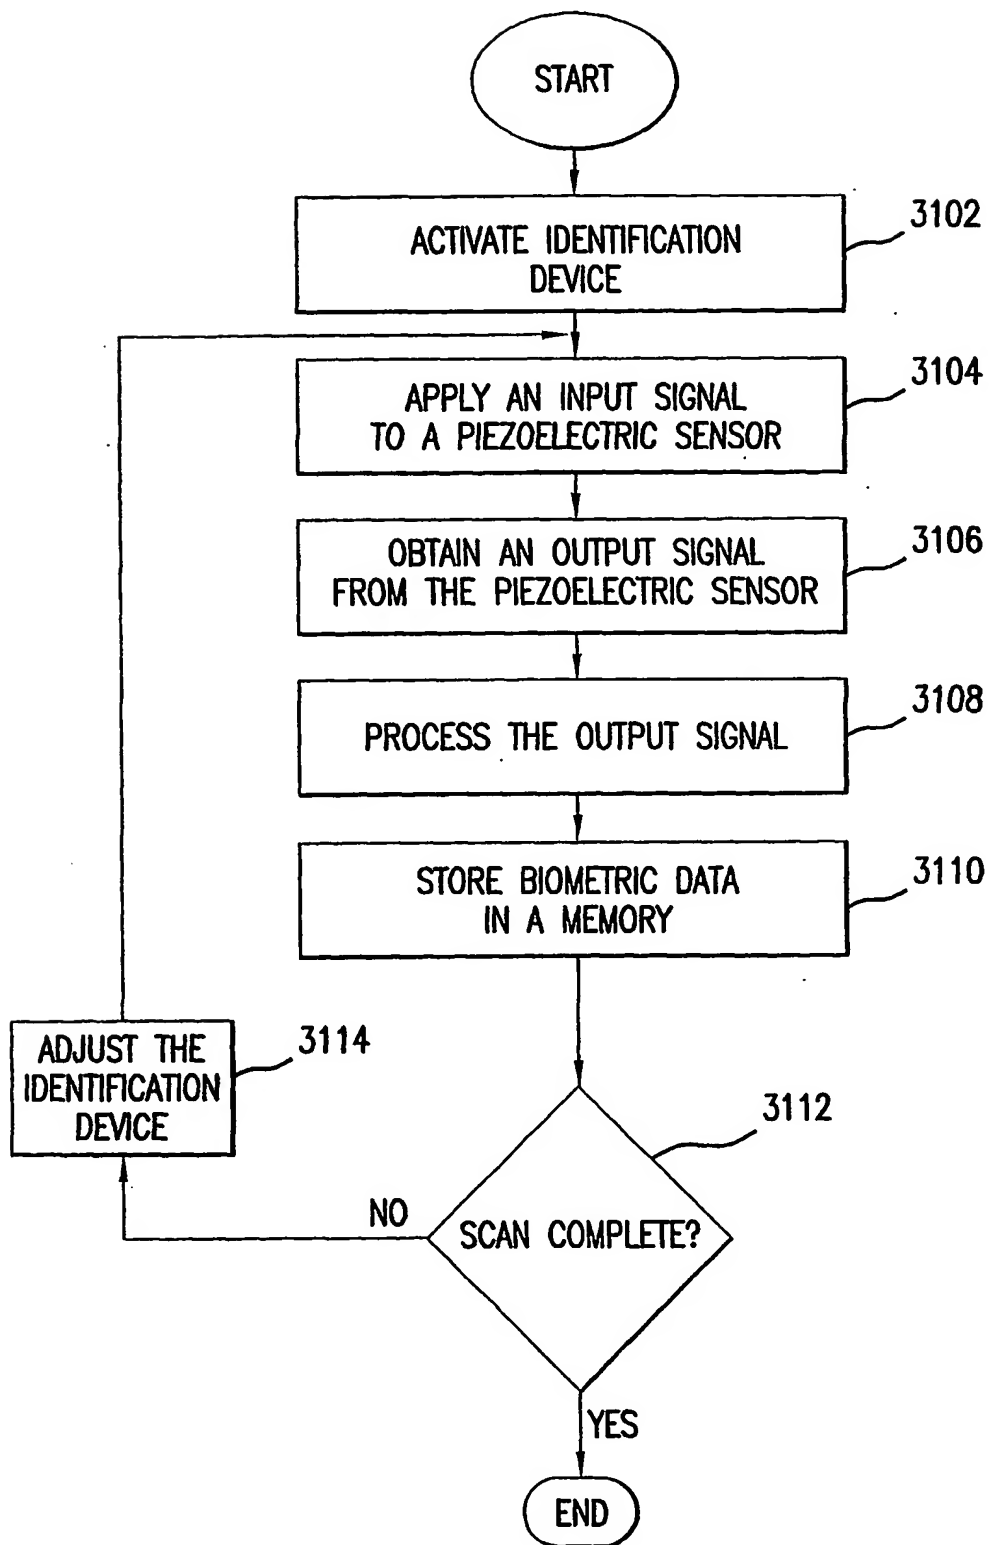 START
ACTIVATE IDENTIFICATION
DEVICE
3102
APPLY AN INPUT SIGNAL
TO A PIEZOELECTRIC SENSOR
3104
OBTAIN AN OUTPUT SIGNAL
FROM THE PIEZOELECTRIC SENSOR
3106
PROCESS THE OUTPUT SIGNAL
3108
STORE BIOMETRIC DATA
IN A MEMORY
3110
ADJUST THE
IDENTIFICATION
DEVICE
3114
3112
SCAN COMPLETE?
NO
YES
END